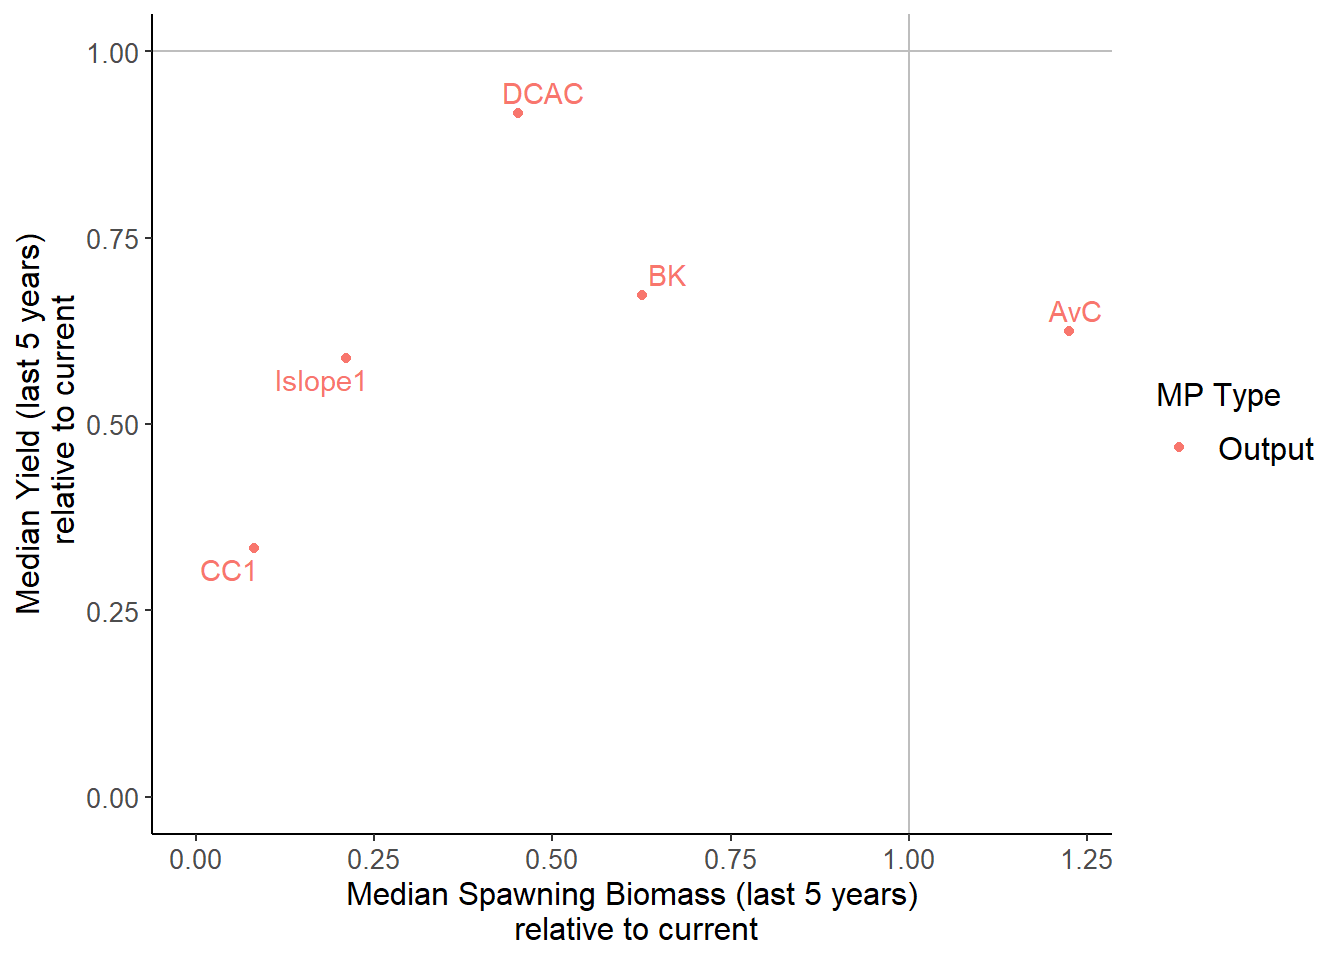 1.00
0.75
0.50
0.25
0.00
Median Yield (last 5 years)
relative to current
DCAC
BK
AvC
Islope1
CC1
0.00 0.25 0.50 0.75 1.00 1.25
Median Spawning Biomass (last 5 years)
relative to current
MP Type
Output